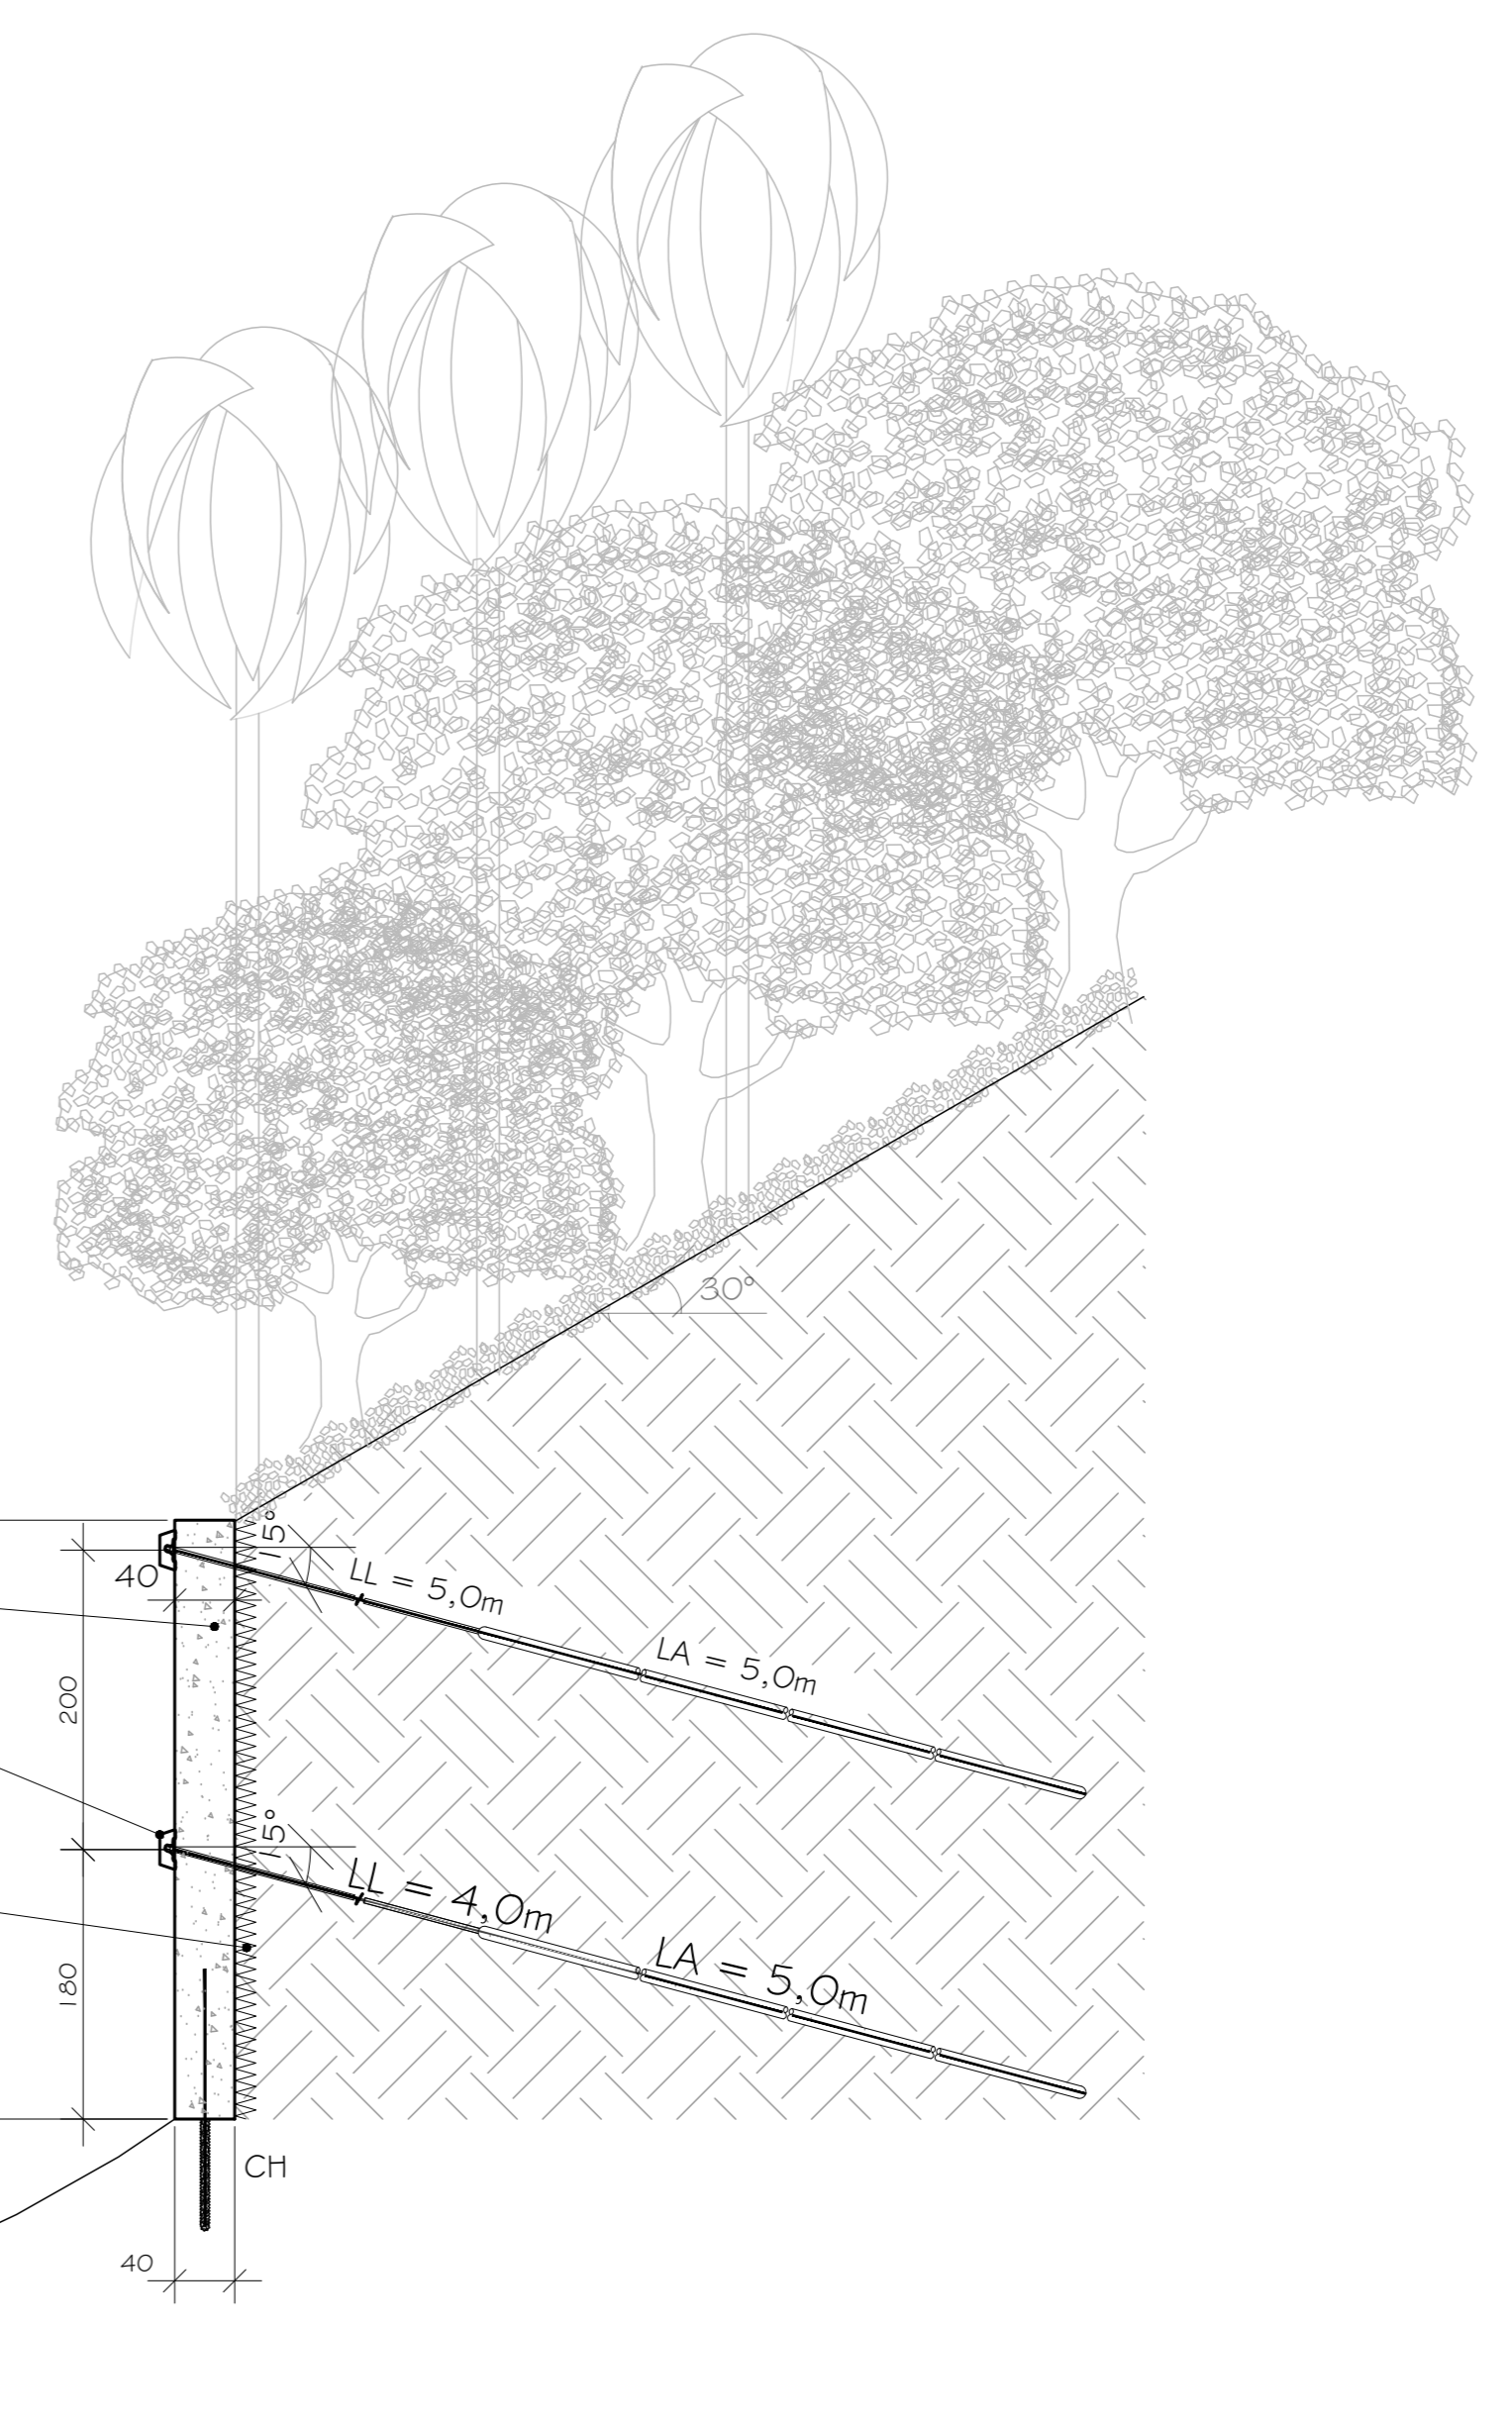 30°
15°
40
LL = 5,0m
LA = 5,0m
200
15°
LL = 4,0m
LA = 5,0m
180
CH
40